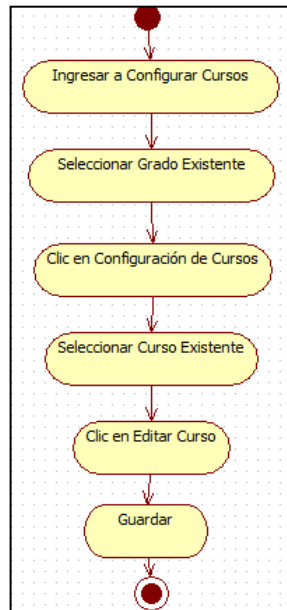 Ingresar a Configurar Cursos
Seleccionar Grado Existente
Clic en Configuración de Cursos
Seleccionar Curso Existente
Clic en Editar Curso
Guardar